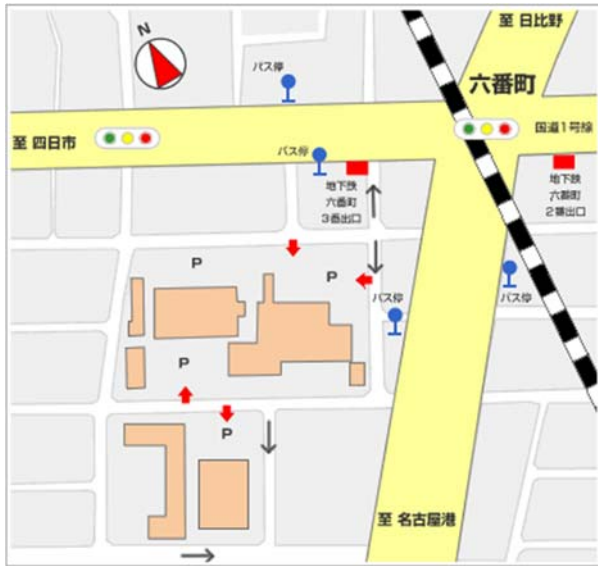 至 日比野
N
バス停
六番町
国道1号線
至 四日市
バス停
地下鉄
六番町
3番出口
地下鉄
六番町
2番出口
P
P
バス停
バス停
P
P
至 名古屋港